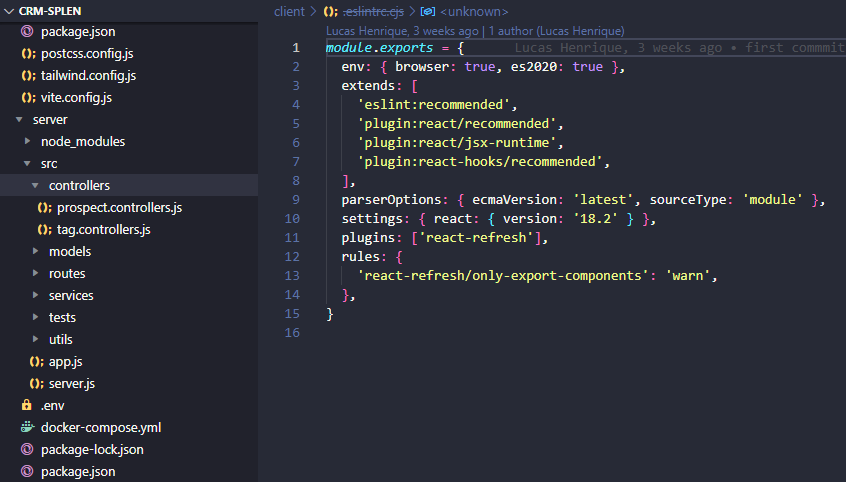 CRM-SPLEN
package.json
postcss.config.js
tailwind.config.js
vite.config.js
server
node_modules
src
controllers
prospect.controllers.js
tag.controllers.js
models
routes
services
tests
utils
app.js
server.js
.env
docker-compose.yml
package-lock.json
package.json
client > .eslintrc.cjs > <unknown>
Lucas Henrique, 3 weeks ago | 1 author (Lucas Henrique)
1 module.exports = { Lucas Henrique, 3 weeks ago • first commmit
2 env: { browser: true, es2020: true },
3 extends: [
4 'eslint:recommended',
5 'plugin:react/recommended',
6 'plugin:react/jsx-runtime',
7 'plugin:react-hooks/recommended',
8 ],
9 parserOptions: { ecmaVersion: 'latest', sourceType: 'module' },
10 settings: { react: { version: '18.2' } },
11 plugins: ['react-refresh'],
12 rules: {
13 'react-refresh/only-export-components': 'warn',
14 },
15 }
16